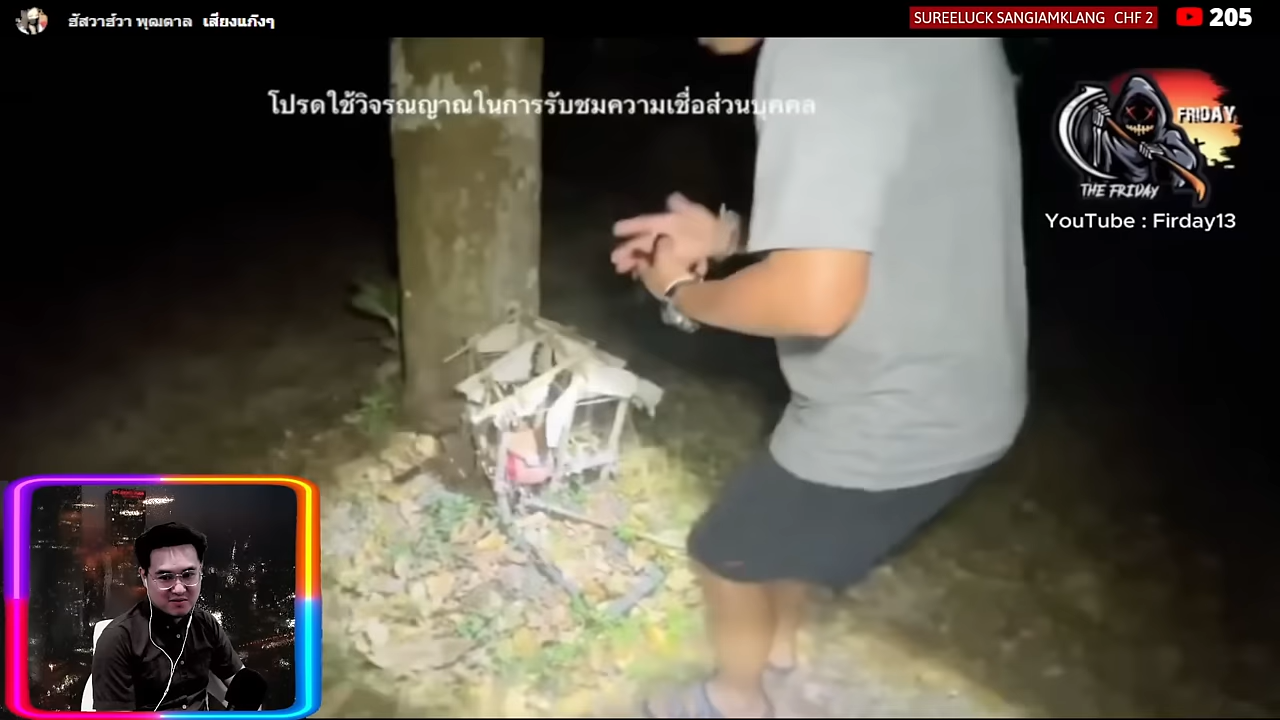 ฮัสวาฮ์วา พุฒตาล เสียงแก๊งๆ
SUREELUCK SANGIAMKLANG CHF 2
205
โปรดใช้วิจรณญาณในการรับชมความเชื่อส่วนบุคคล
FRIDAY
THE FRIDAY
YouTube : Firday13